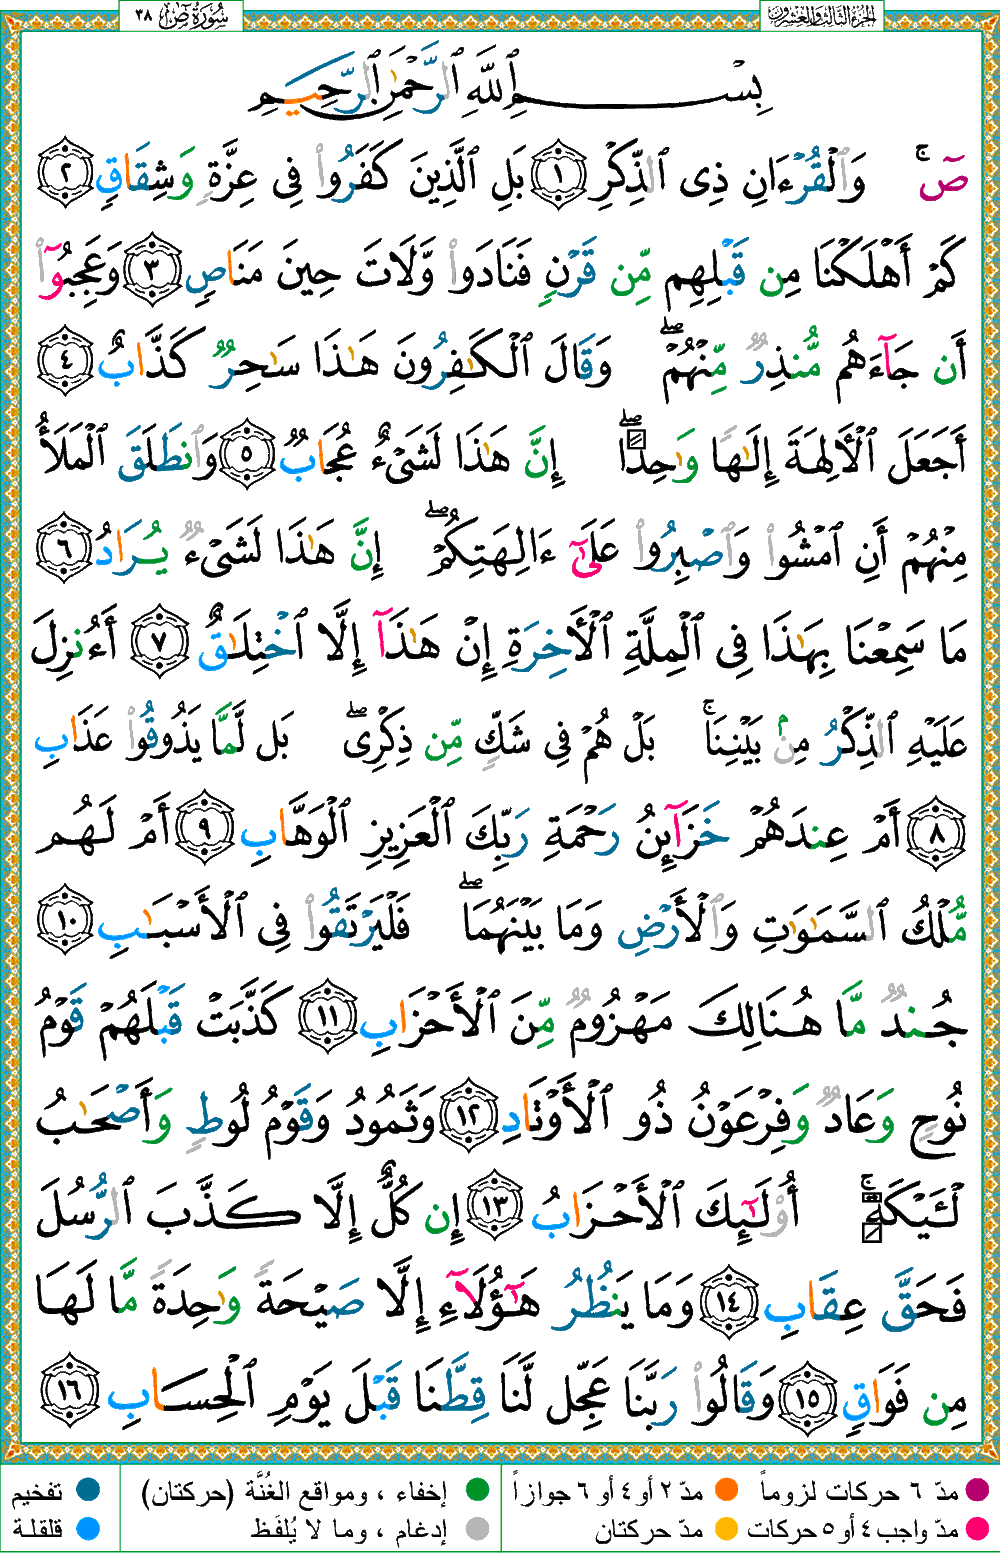 الجزء الثالث والعشرون
سُورَةُ صٓ ٣٨
بِسْمِ ٱللَّهِ ٱلرَّحْمَٰنِ ٱلرَّحِيمِ
صٓۚ وَٱلْقُرْءَانِ ذِى ٱلذِّكْرِ ١ بَلِ ٱلَّذِينَ كَفَرُوا۟ فِى عِزَّةٍ وَشِقَاقٍ ٢
كَمْ أَهْلَكْنَا مِن قَبْلِهِم مِّن قَرْنٍ فَنَادَوا۟ وَّلَاتَ حِينَ مَنَاصٍ ٣ وَعَجِبُوٓا۟
أَن جَآءَهُم مُّنذِرٌ مِّنْهُمْۖ وَقَالَ ٱلْكَٰفِرُونَ هَٰذَا سَٰحِرٌ كَذَّابٌ ٤
أَجَعَلَ ٱلْأَلِهَةَ إِلَٰهًا وَٰحِدًاۖ إِنَّ هَٰذَا لَشَىْءٌ عُجَابٌ ٥ وَٱنطَلَقَ ٱلْمَلَأُ
مِنْهُمْ أَنِ ٱمْشُوا۟ وَٱصْبِرُوا۟ عَلَىٰٓ ءَالِهَتِكُمْۖ إِنَّ هَٰذَا لَشَىْءٌ يُرَادُ ٦
مَا سَمِعْنَا بِهَٰذَا فِى ٱلْمِلَّةِ ٱلْأَخِرَةِ إِنْ هَٰذَآ إِلَّا ٱخْتِلَٰقٌ ٧ أَءُنزِلَ
عَلَيْهِ ٱلذِّكْرُ مِنۢ بَيْنِنَاۚ بَلْ هُمْ فِى شَكٍّ مِّن ذِكْرِىۖ بَل لَّمَّا يَذُوقُوا۟ عَذَابِ
٨ أَمْ عِندَهُمْ خَزَآئِنُ رَحْمَةِ رَبِّكَ ٱلْعَزِيزِ ٱلْوَهَّابِ ٩ أَمْ لَهُم
مُّلْكُ ٱلسَّمَٰوَٰتِ وَٱلْأَرْضِ وَمَا بَيْنَهُمَاۖ فَلْيَرْتَقُوا۟ فِى ٱلْأَسْبَٰبِ ١٠
جُندٌ مَّا هُنَالِكَ مَهْزُومٌ مِّنَ ٱلْأَحْزَابِ ١١ كَذَّبَتْ قَبْلَهُمْ قَوْمُ
نُوحٍ وَعَادٌ وَفِرْعَوْنُ ذُو ٱلْأَوْتَادِ ١٢ وَثَمُودُ وَقَوْمُ لُوطٍ وَأَصْحَٰبُ
لْـَٔيْكَةِۚ أُو۟لَٰٓئِكَ ٱلْأَحْزَابُ ١٣ إِن كُلٌّ إِلَّا كَذَّبَ ٱلرُّسُلَ
فَحَقَّ عِقَابِ ١٤ وَمَا يَنظُرُ هَٰٓؤُلَآءِ إِلَّا صَيْحَةً وَٰحِدَةً مَّا لَهَا
مِن فَوَاقٍ ١٥ وَقَالُوا۟ رَبَّنَا عَجِّل لَّنَا قِطَّنَا قَبْلَ يَوْمِ ٱلْحِسَابِ ١٦
مدّ ٦ حركات لزوماً مدّ ٢ أو ٤ أو ٦ جوازاً إخفاء ، ومواقع الغُنَّة (حركتان) تفخيم
مدّ واجب ٤ أو ٥ حركات مدّ حركتان إدغام ، وما لا يُلفَظ قلقلة